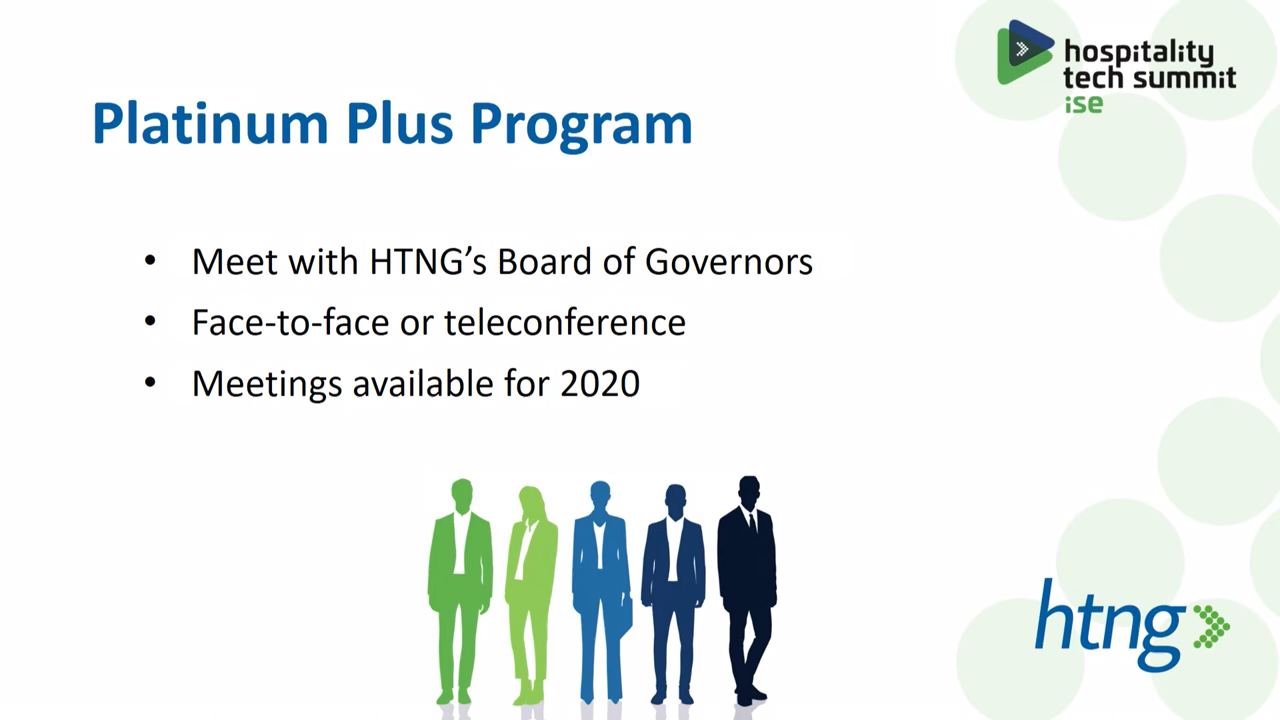 hospitality
tech summit
ise
Platinum Plus Program
• Meet with HTNG’s Board of Governors
• Face-to-face or teleconference
• Meetings available for 2020
htng